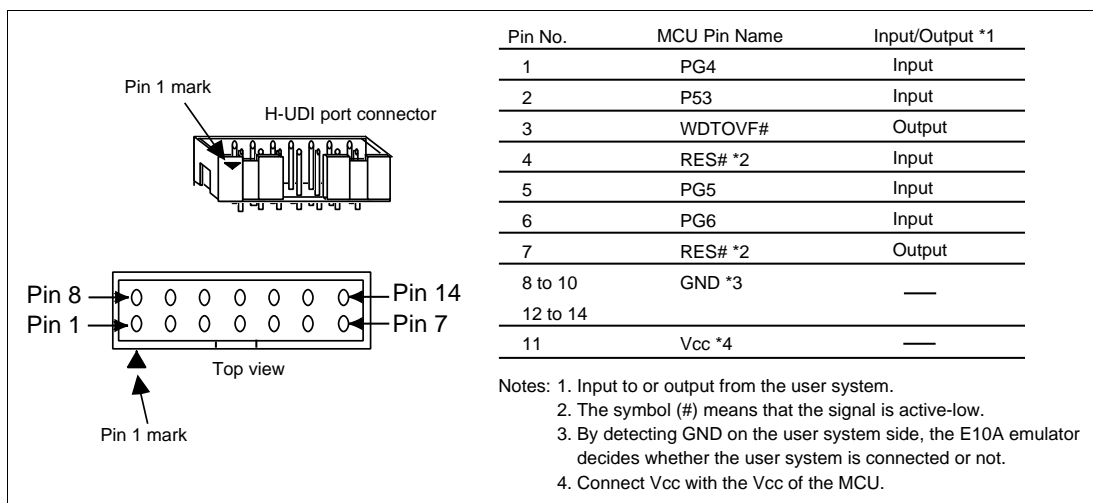 Pin 1 mark
H-UDI port connector
Pin 8
Pin 14
Pin 1
Pin 7
Top view
Pin 1 mark
Pin No. MCU Pin Name Input/Output *1
1 PG4 Input
2 P53 Input
3 WDTOVF# Output
4 RES# *2 Input
5 PG5 Input
6 PG6 Input
7 RES# *2 Output
8 to 10 GND *3 —
12 to 14
11 Vcc *4 —
Notes: 1. Input to or output from the user system.
2. The symbol (#) means that the signal is active-low.
3. By detecting GND on the user system side, the E10A emulator
decides whether the user system is connected or not.
4. Connect Vcc with the Vcc of the MCU.